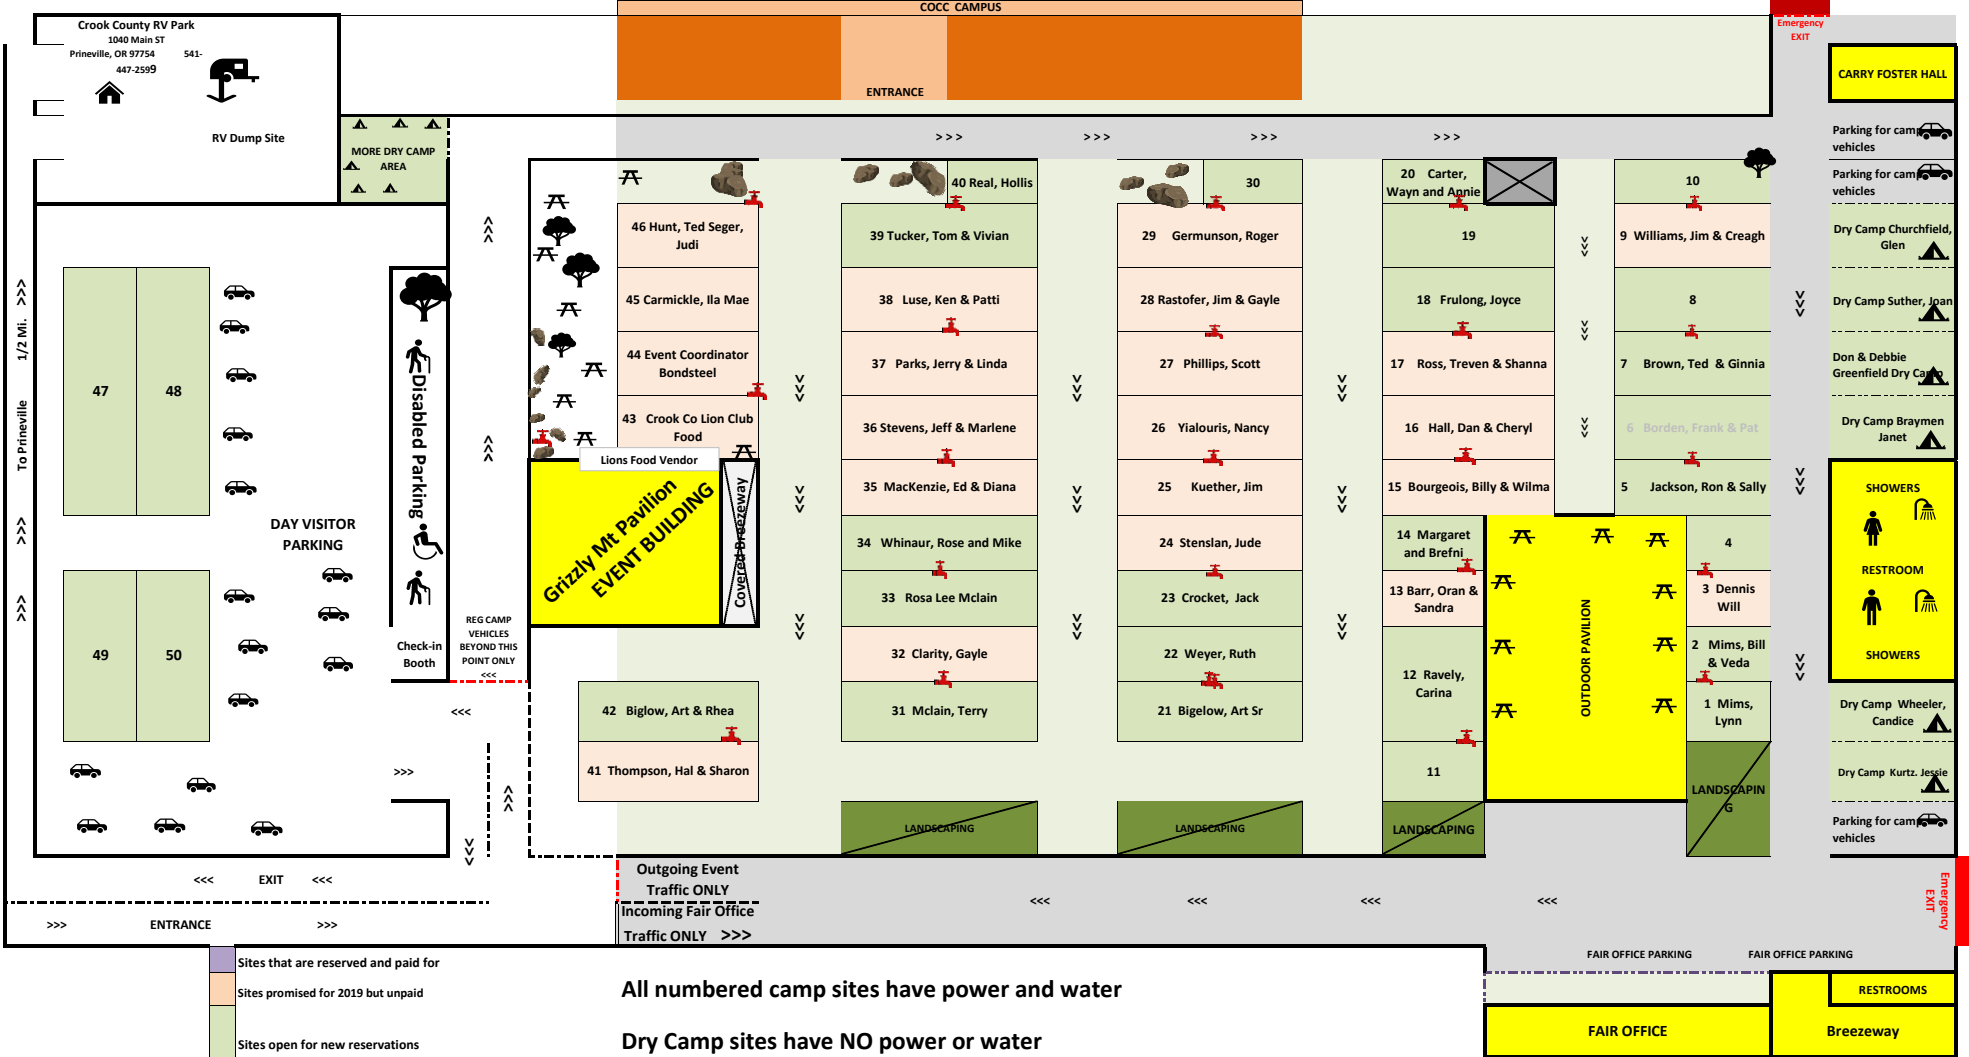 COCC CAMPUS
Crook County RV Park
1040 Main ST
Prineville, OR 97754 541-
447-2599
RV Dump Site
ENTRANCE
Emergency
EXIT
CARRY FOSTER HALL
MORE DRY CAMP
AREA
>>>
>>>
>>>
>>>
Parking for camp
vehicles
Parking for camp
vehicles
40 Real, Hollis
30
20 Carter,
Wayn and Annie
10
46 Hunt, Ted Seger,
Judi
39 Tucker, Tom & Vivian
29 Germunson, Roger
19
9 Williams, Jim & Creagh
Dry Camp Churchfield,
Glen
45 Carmickle, Ila Mae
38 Luse, Ken & Patti
28 Rastofer, Jim & Gayle
18 Frulong, Joyce
8
Dry Camp Suther, Joan
44 Event Coordinator
Bondsteel
37 Parks, Jerry & Linda
27 Phillips, Scott
17 Ross, Treven & Shanna
7 Brown, Ted & Ginnia
Don & Debbie
Greenfield Dry Camp
43 Crook Co Lion Club
Food
36 Stevens, Jeff & Marlene
26 Yialouris, Nancy
16 Hall, Dan & Cheryl
6 Borden, Frank & Pat
Dry Camp Braymen
Janet
Lions Food Vendor
35 MacKenzie, Ed & Diana
25 Kuether, Jim
15 Bourgeois, Billy & Wilma
5 Jackson, Ron & Sally
SHOWERS
RESTROOM
SHOWERS
To Prineville 1/2 Mi. >>>
>>>
>>>
47
48
49
50
DAY VISITOR
PARKING
Disabled Parking
Check-in
Booth
REG CAMP
VEHICLES
BEYOND THIS
POINT ONLY
<<<
Grizzly Mt Pavilion
EVENT BUILDING
Covered Breezeway
34 Whinaur, Rose and Mike
24 Stenslan, Jude
14 Margaret
and Brefni
4
33 Rosa Lee Mclain
23 Crocket, Jack
13 Barr, Oran &
Sandra
OUTDOOR PAVILION
3 Dennis
Will
32 Clarity, Gayle
22 Weyer, Ruth
12 Ravely,
Carina
2 Mims, Bill
& Veda
42 Biglow, Art & Rhea
31 Mclain, Terry
21 Bigelow, Art Sr
1 Mims,
Lynn
Dry Camp Wheeler,
Candice
<<<
41 Thompson, Hal & Sharon
11
LANDSCAPIN
G
Dry Camp Kurtz. Jessie
>>>
LANDSCAPING
LANDSCAPING
LANDSCAPING
Parking for camp
vehicles
<<< EXIT <<<
>>> ENTRANCE >>>
Outgoing Event
Traffic ONLY
Incoming Fair Office
Traffic ONLY >>>
<<<
<<<
<<<
<<<
Emergency
EXIT
FAIR OFFICE PARKING
FAIR OFFICE PARKING
Sites that are reserved and paid for
Sites promised for 2019 but unpaid
Sites open for new reservations
All numbered camp sites have power and water
Dry Camp sites have NO power or water
RESTROOMS
FAIR OFFICE
Breezeway